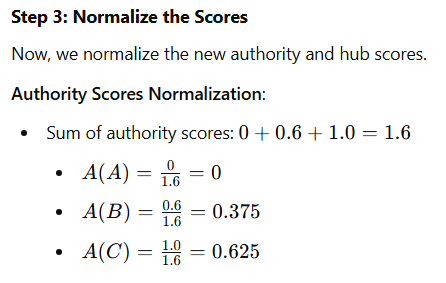 Step 3: Normalize the Scores
Now, we normalize the new authority and hub scores.
Authority Scores Normalization:
• Sum of authority scores: 0 + 0.6 + 1.0 = 1.6
• A(A) = 0/1.6 = 0
• A(B) = 0.6/1.6 = 0.375
• A(C) = 1.0/1.6 = 0.625